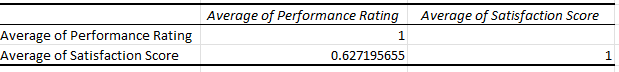 Average of Performance Rating Average of Satisfaction Score
Average of Performance Rating 1
Average of Satisfaction Score 0.627195655 1